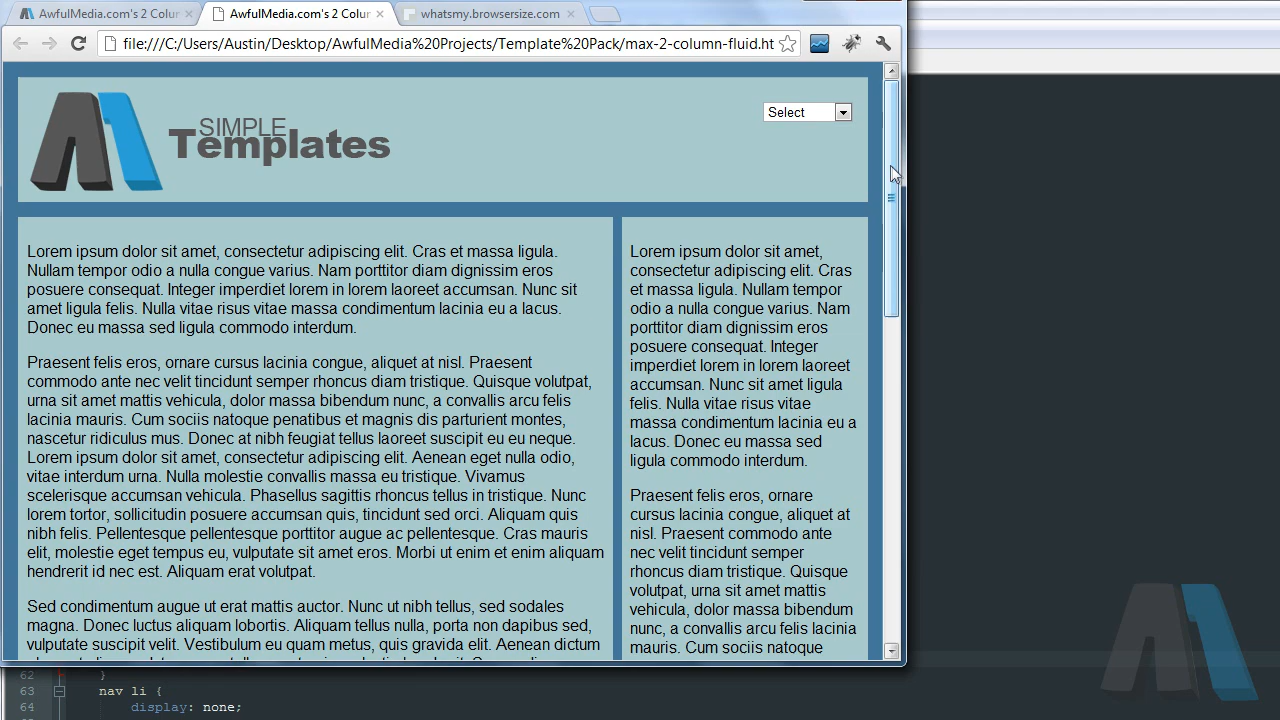 AwfulMedia.com's 2 Colur
AwfulMedia.com's 2 Colur
whatsmy.browsersize.com
file:///C:/Users/Austin/Desktop/AwfulMedia%20Projects/Template%20Pack/max-2-column-fluid.ht
SIMPLE
Templates
Select
Lorem ipsum dolor sit amet, consectetur adipiscing elit. Cras et massa ligula.
Nullam tempor odio a nulla congue varius. Nam porttitor diam dignissim eros
posuere consequat. Integer imperdiet lorem in lorem laoreet accumsan. Nunc sit
amet ligula felis. Nulla vitae risus vitae massa condimentum lacinia eu a lacus.
Donec eu massa sed ligula commodo interdum.
Praesent felis eros, ornare cursus lacinia congue, aliquet at nisl. Praesent
commodo ante nec velit tincidunt semper rhoncus diam tristique. Quisque volutpat,
urna sit amet mattis vehicula, dolor massa bibendum nunc, a convallis arcu felis
lacinia mauris. Cum sociis natoque penatibus et magnis dis parturient montes,
nascetur ridiculus mus. Donec at nibh feugiat tellus laoreet suscipit eu eu neque.
Lorem ipsum dolor sit amet, consectetur adipiscing elit. Aenean eget nulla odio,
vitae interdum urna. Nulla molestie convallis massa eu tristique. Vivamus
scelerisque accumsan vehicula. Phasellus sagittis rhoncus tellus in tristique. Nunc
lorem tortor, sollicitudin posuere accumsan quis, tincidunt sed orci. Aliquam quis
nibh felis. Pellentesque pellentesque porttitor augue ac pellentesque. Cras mauris
elit, molestie eget tempus eu, vulputate sit amet eros. Morbi ut enim et enim aliquam
hendrerit id nec est. Aliquam erat volutpat.
Sed condimentum augue ut erat mattis auctor. Nunc ut nibh tellus, sed sodales
magna. Donec luctus aliquam lobortis. Aliquam tellus nulla, porta non dapibus sed,
vulputate suscipit velit. Vestibulum eu quam metus, quis gravida elit. Aenean dictum
Lorem ipsum dolor sit amet,
consectetur adipiscing elit. Cras
et massa ligula. Nullam tempor
odio a nulla congue varius. Nam
porttitor diam dignissim eros
posuere consequat. Integer
imperdiet lorem in lorem laoreet
accumsan. Nunc sit amet ligula
felis. Nulla vitae risus vitae
massa condimentum lacinia eu a
lacus. Donec eu massa sed
ligula commodo interdum.
Praesent felis eros, ornare
cursus lacinia congue, aliquet at
nisl. Praesent commodo ante
nec velit tincidunt semper
rhoncus diam tristique. Quisque
volutpat, urna sit amet mattis
vehicula, dolor massa bibendum
nunc, a convallis arcu felis lacinia
mauris. Cum sociis natoque
62 }
63 nav li {
64 display: none;